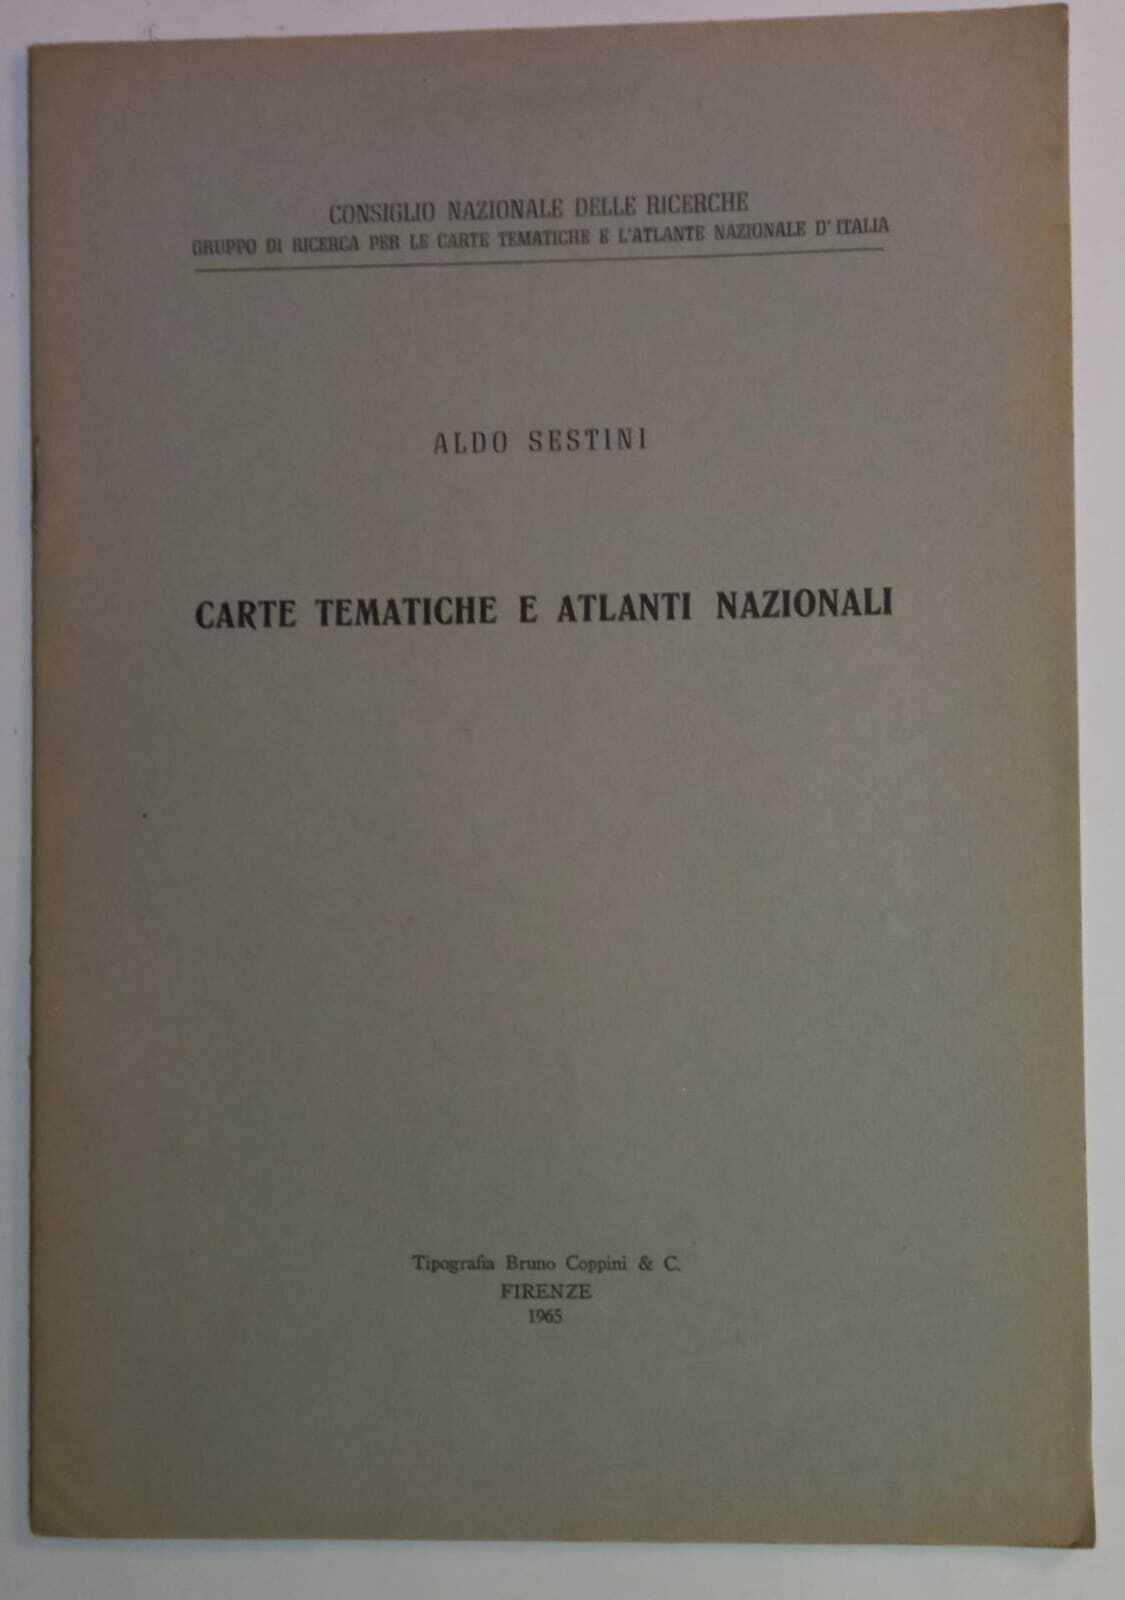 CONSIGLIO NAZIONALE DELLE RICERCHE
GRUPPO DI RICERCA PER LE CARTE TEMATICHE E L'ATLANTE NAZIONALE D'ITALIA
ALDO SESTINI
CARTE TEMATICHE E ATLANTI NAZIONALI
Tipografia Bruno Coppini & C.
FIRENZE
1965